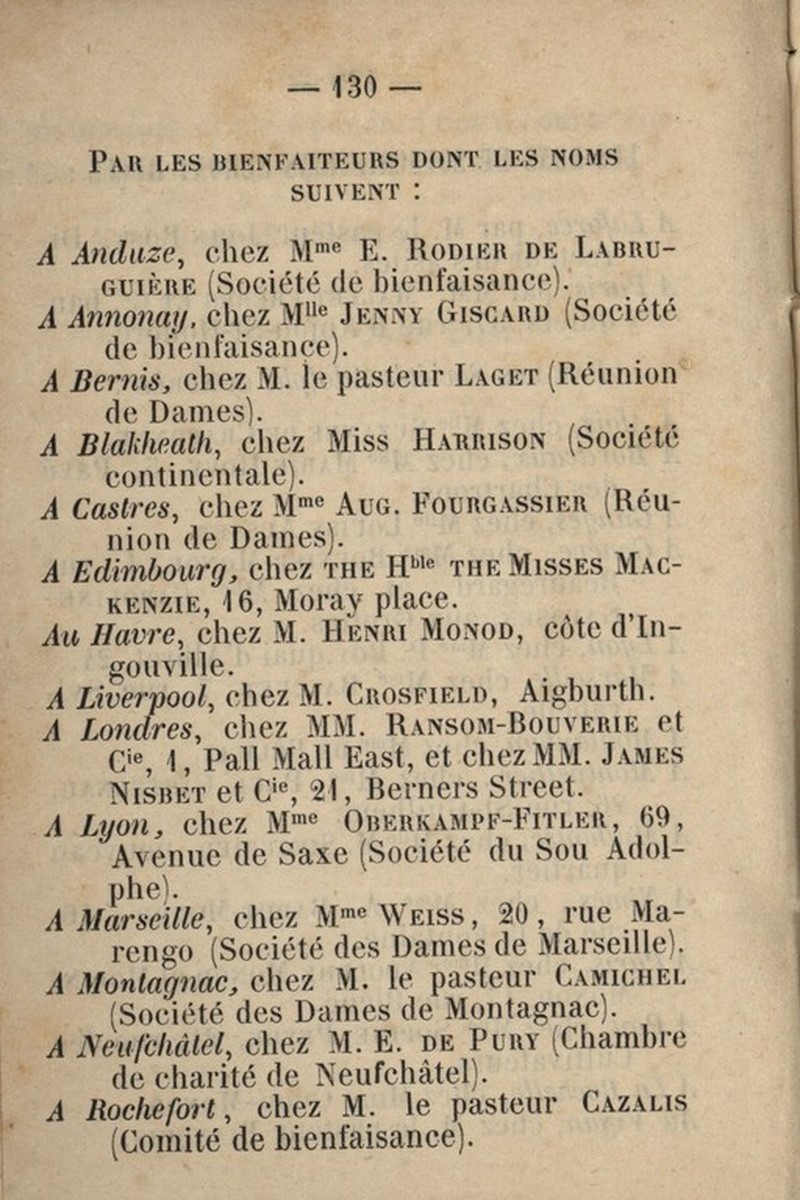 — 130 —
PAR LES BIENFAITEURS DONT LES NOMS
SUIVENT :
A Anduze, chez Mme E. RODIER DE LABRU-
GUIÈRE (Société de bienfaisance).
A Annonay, chez Mlle JENNY GISCARD (Société
de bienfaisance).
A Bernis, chez M. le pasteur LAGET (Réunion
de Dames).
A Blakheath, chez Miss HARRISON (Société
continentale).
A Castres, chez Mme AUG. FOURGASSIER (Réu-
nion de Dames).
A Edimbourg, chez THE Hble THE MISSES MAC-
KENZIE, 16, Moray place.
Au Havre, chez M. HENRI MONOD, côte d'In-
gouville.
A Liverpool, chez M. CROSFIELD, Aigburth.
A Londres, chez MM. RANSOM-BOUVERIE et
Cie, 1, Pall Mall East, et chez MM. JAMES
NISBET et Cie, 21, Berners Street.
A Lyon, chez Mme OBERKAMPF-FITLER, 69,
Avenue de Saxe (Société du Sou Adol-
phe).
A Marseille, chez Mme WEISS, 20, rue Ma-
rengo (Société des Dames de Marseille).
A Montagnac, chez M. le pasteur CAMICHEL
(Société des Dames de Montagnac).
A Neufchâtel, chez M. E. DE PURY (Chambre
de charité de Neufchâtel).
A Rochefort, chez M. le pasteur CAZALIS
(Comité de bienfaisance).